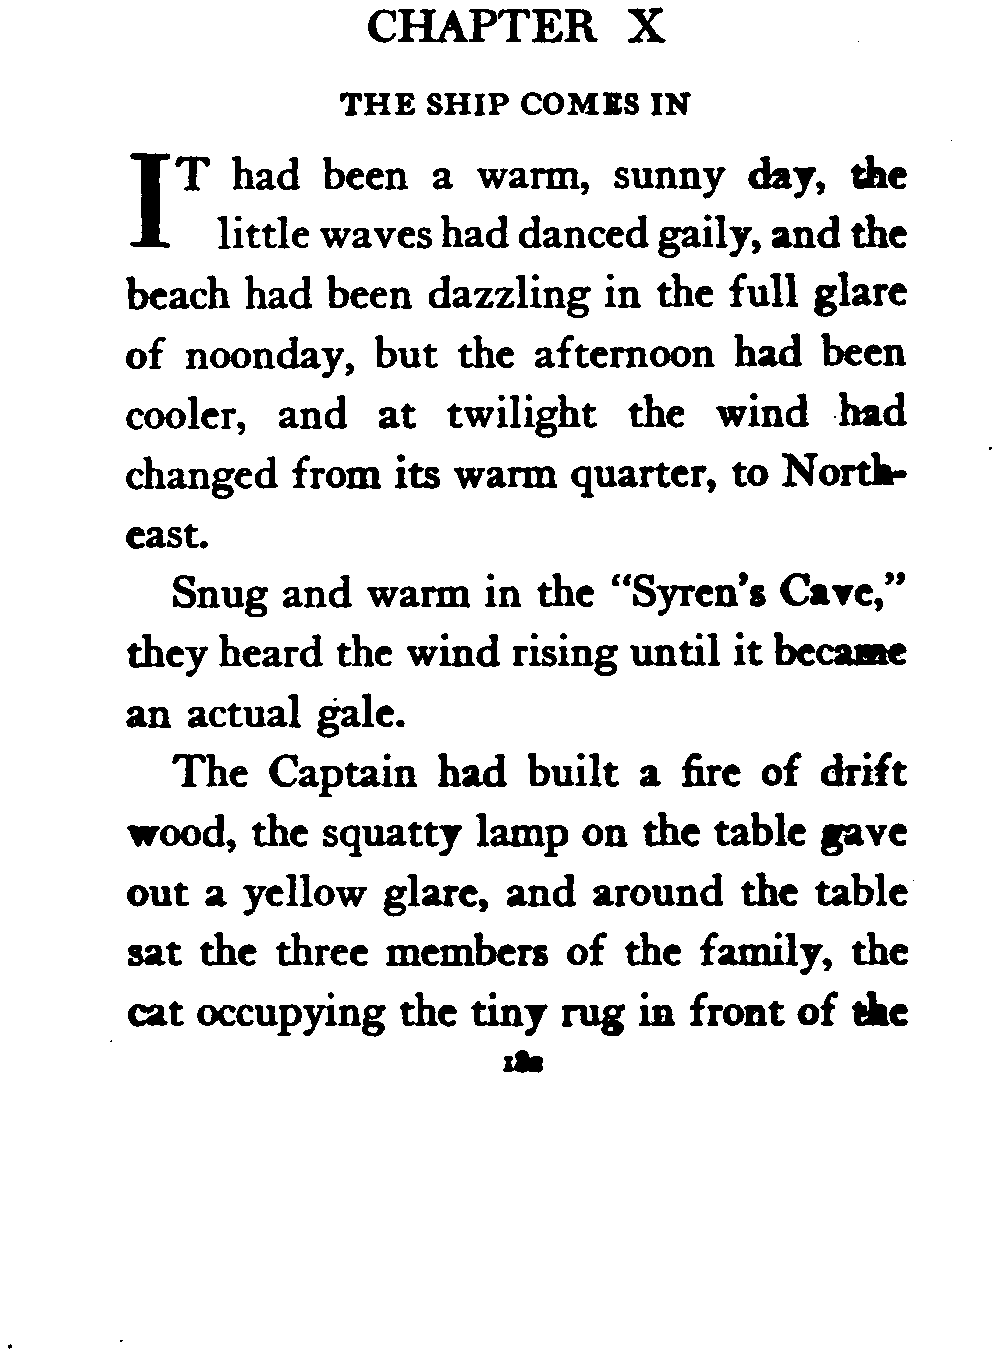 CHAPTER X
THE SHIP COMES IN
IT had been a warm, sunny day, the
little waves had danced gaily, and the
beach had been dazzling in the full glare
of noonday, but the afternoon had been
cooler, and at twilight the wind had
changed from its warm quarter, to North-
east.
Snug and warm in the “Syren’s Cave,”
they heard the wind rising until it became
an actual gale.
The Captain had built a fire of drift
wood, the squatty lamp on the table gave
out a yellow glare, and around the table
sat the three members of the family, the
cat occupying the tiny rug in front of the